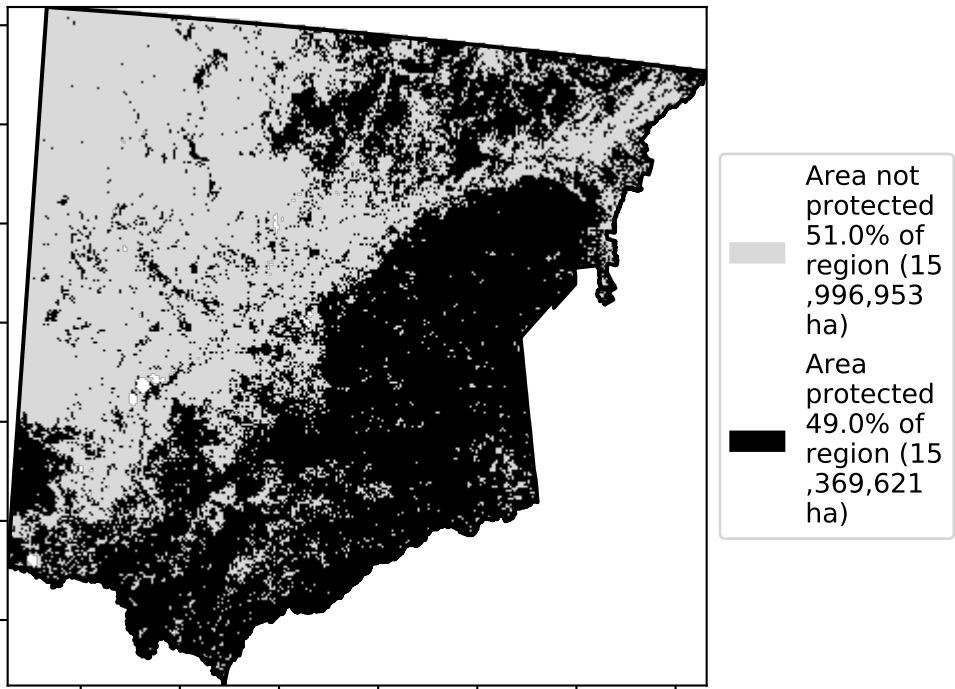 Area not
protected
51.0% of
region (15
,996,953
ha)
Area
protected
49.0% of
region (15
,369,621
ha)